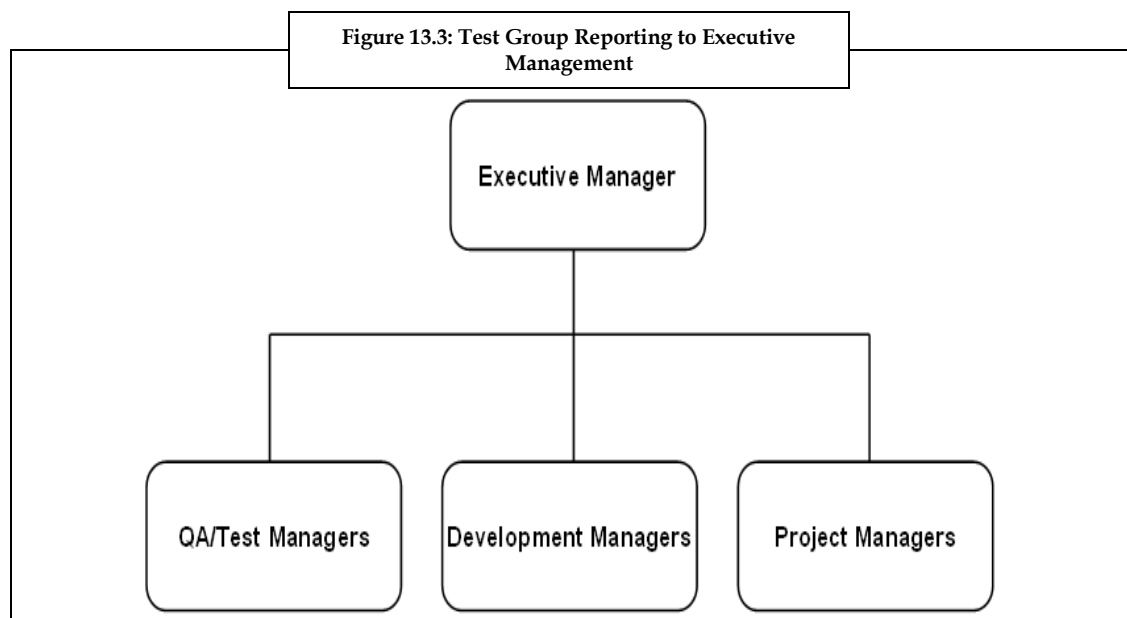 Figure 13.3: Test Group Reporting to Executive
Management
Executive Manager
QA/Test Managers
Development Managers
Project Managers